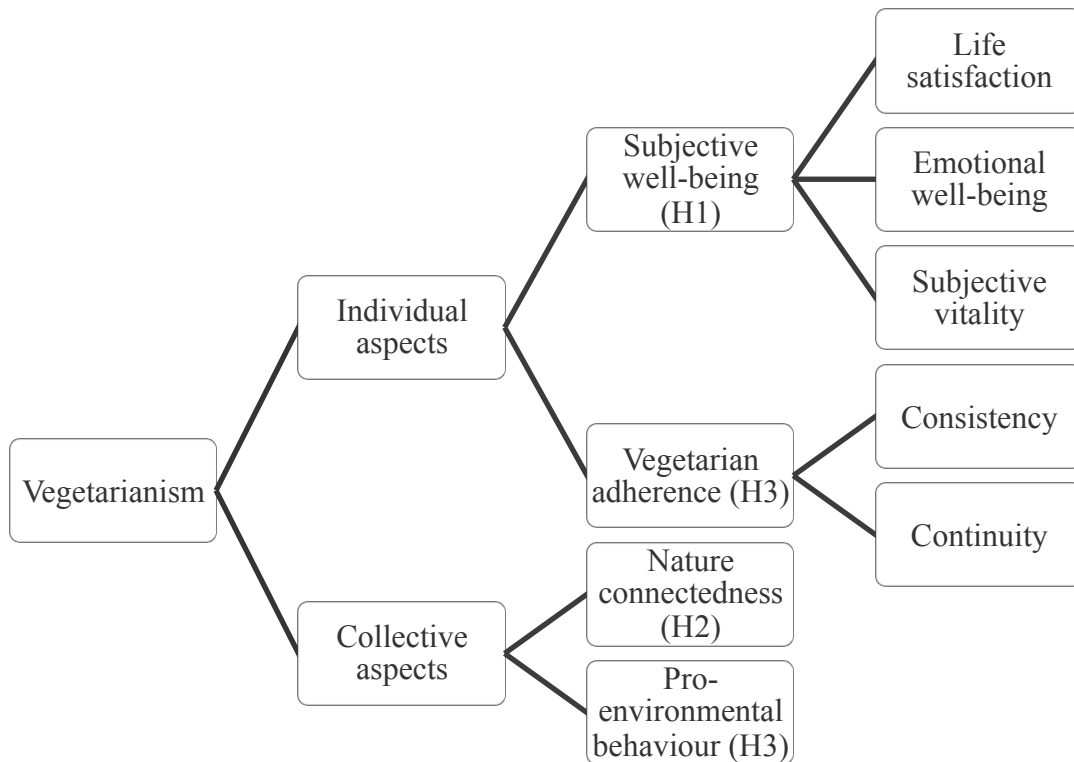 Life
satisfaction
Subjective
well-being
(H1)
Emotional
well-being
Subjective
vitality
Individual
aspects
Consistency
Vegetarian
adherence (H3)
Vegetarianism
Continuity
Nature
connectedness
(H2)
Collective
aspects
Pro-
environmental
behaviour (H3)